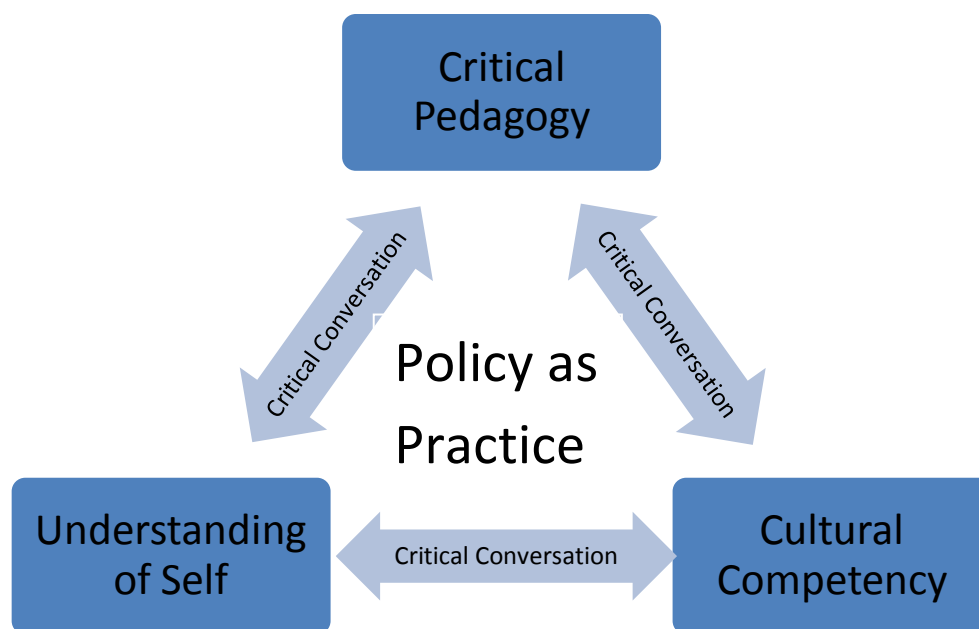 Critical
Pedagogy
Critical Conversation
Critical Conversation
Policy as
Practice
Understanding
of Self
Critical Conversation
Cultural
Competency